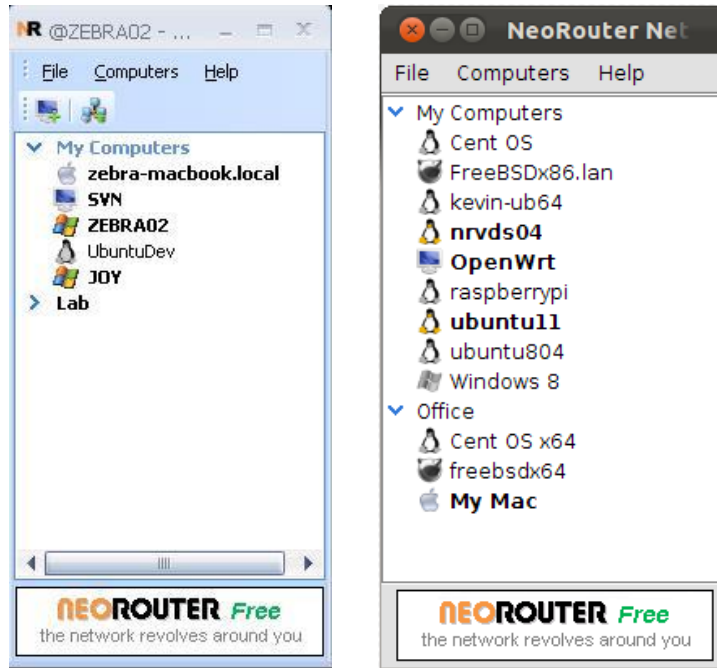 NR @ZEBRA02 - ...
File Computers Help
My Computers
zebra-macbook.local
SVN
ZEBRA02
UbuntuDev
JOY
Lab
NEOROUTER Free
the network revolves around you
NeoRouter Net
File Computers Help
My Computers
Cent OS
FreeBSDx86.lan
kevin-ub64
nrvds04
OpenWrt
raspberrypi
ubuntu11
ubuntu804
Windows 8
Office
Cent OS x64
freebsdx64
My Mac
NEOROUTER Free
the network revolves around you